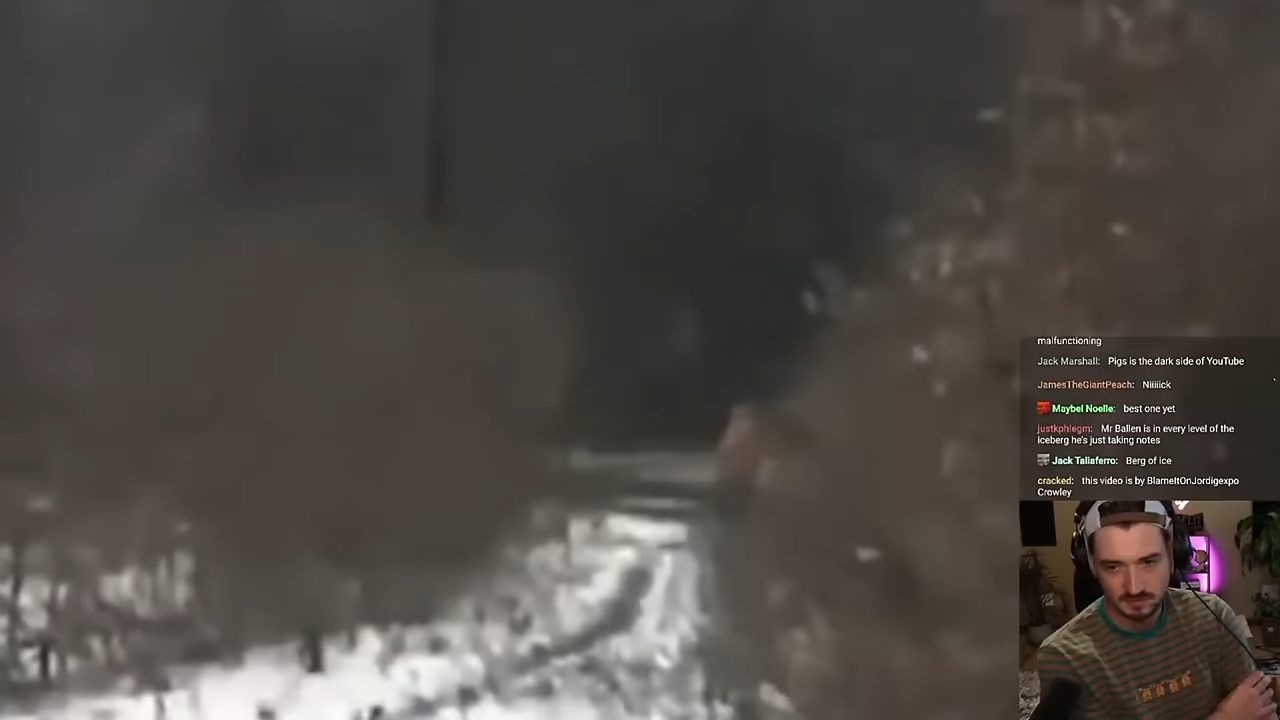 malfunctioning
Jack Marshall: Pigs is the dark side of YouTube
JamesTheGiantPeach: Niiiiick
Maybel Noelle: best one yet
justkphlegm: Mr Ballen is in every level of the
iceberg he's just taking notes
Jack Taliaferro: Berg of ice
cracked: this video is by BlameItOnJordigexpo
Crowley